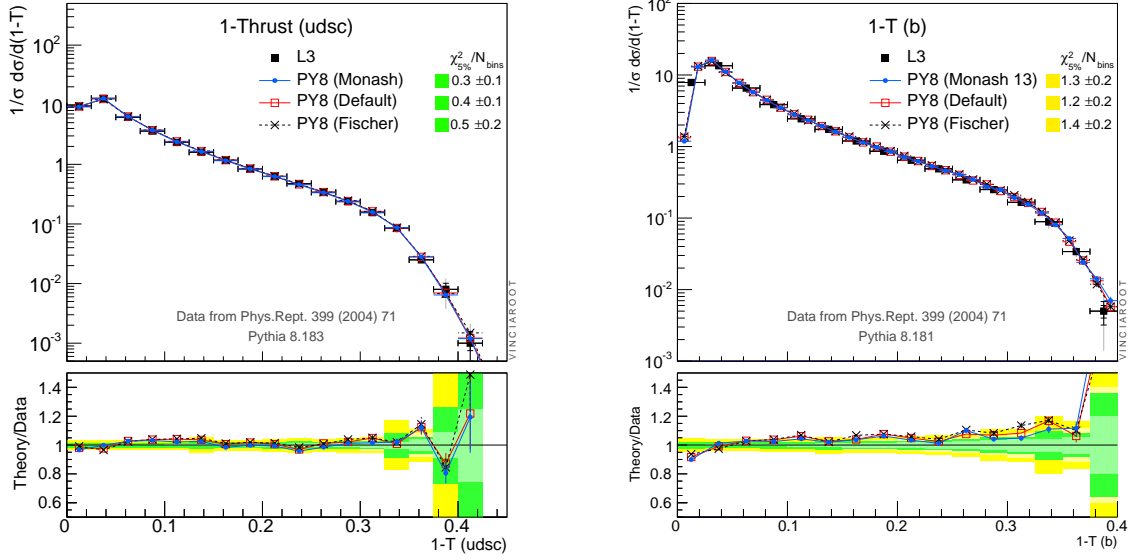 1-Thrust (udsc)
1/σ dσ/d(1-T)
10²
10
1
10⁻¹
10⁻²
10⁻³
L3
PY8 (Monash)
PY8 (Default)
PY8 (Fischer)
χ²5%/Nbins
0.3 ±0.1
0.4 ±0.1
0.5 ±0.2
Data from Phys.Rept. 399 (2004) 71
Pythia 8.183
VINCIAROOT
Theory/Data
1.4
1.2
1
0.8
0.6
0 0.1 0.2 0.3 0.4
1-T (udsc)
1-T (b)
1/σ dσ/d(1-T)
10²
10
1
10⁻¹
10⁻²
10⁻³
L3
PY8 (Monash 13)
PY8 (Default)
PY8 (Fischer)
χ²5%/Nbins
1.3 ±0.2
1.2 ±0.2
1.4 ±0.2
Data from Phys.Rept. 399 (2004) 71
Pythia 8.181
VINCIAROOT
Theory/Data
1.4
1.2
1
0.8
0.6
0 0.1 0.2 0.3 0.4
1-T (b)